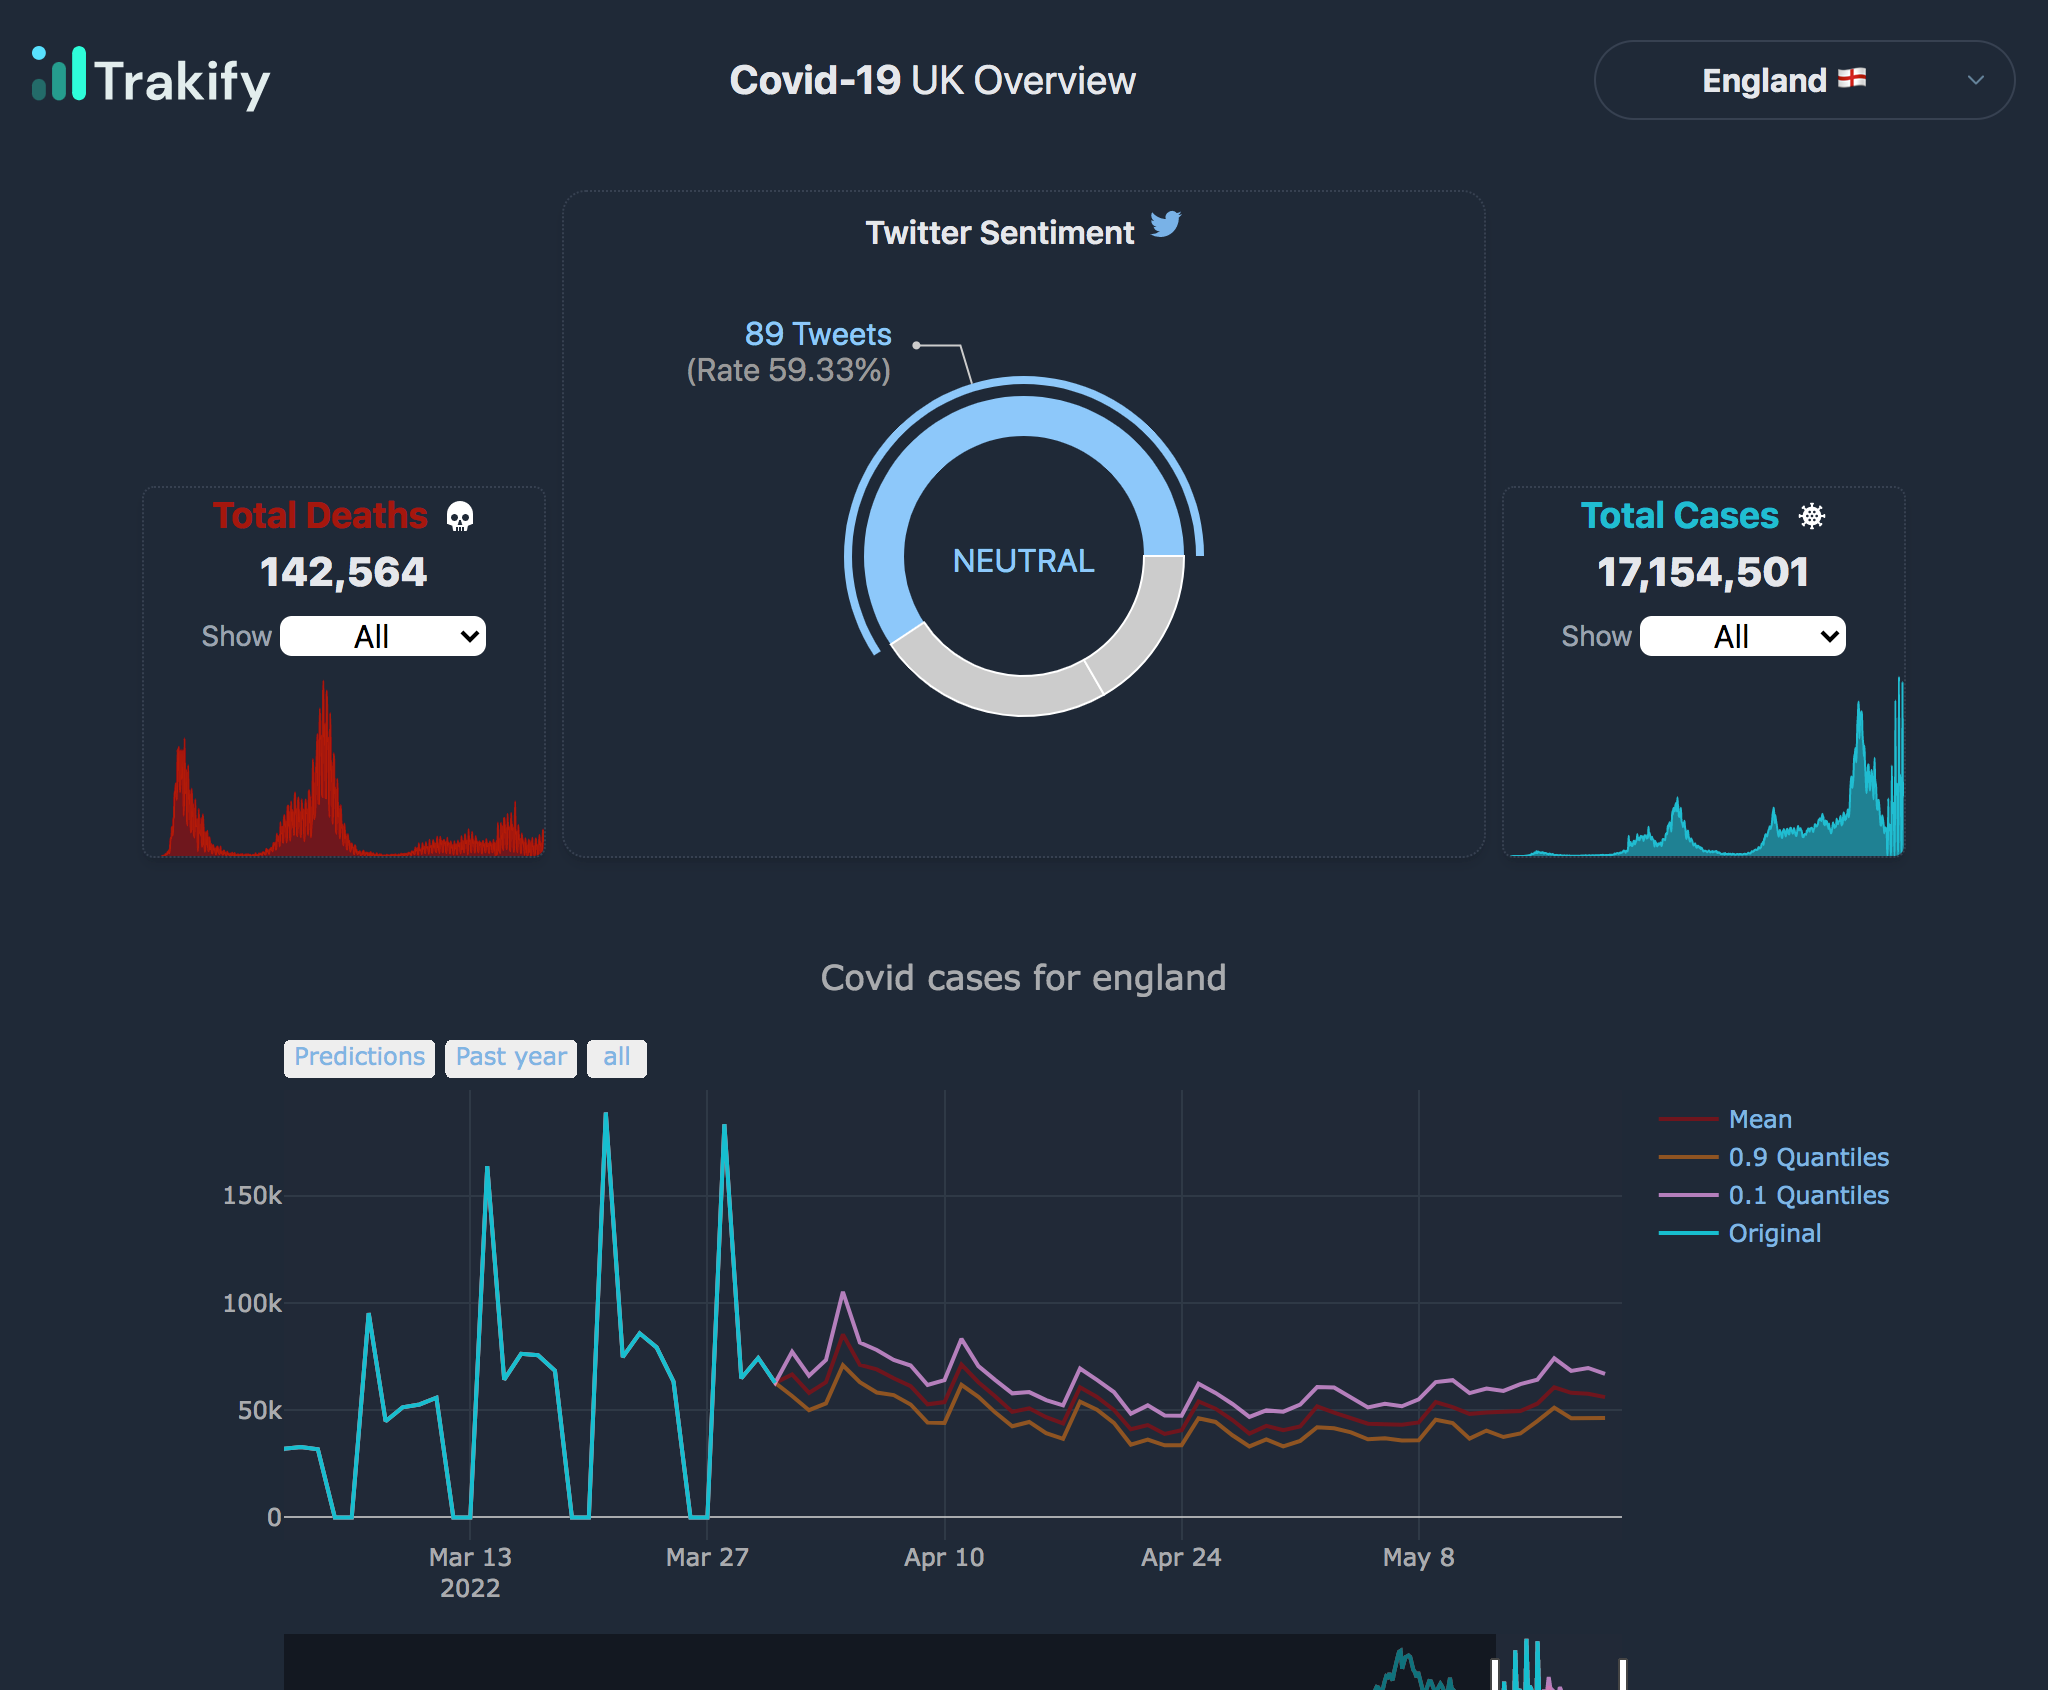 Trakify
Covid-19 UK Overview
England
Twitter Sentiment
89 Tweets
(Rate 59.33%)
NEUTRAL
Total Deaths
142,564
Show All
Total Cases
17,154,501
Show All
Covid cases for england
Predictions Past year all
Mean
0.9 Quantiles
0.1 Quantiles
Original
150k
100k
50k
0
Mar 13 Mar 27 Apr 10 Apr 24 May 8
2022